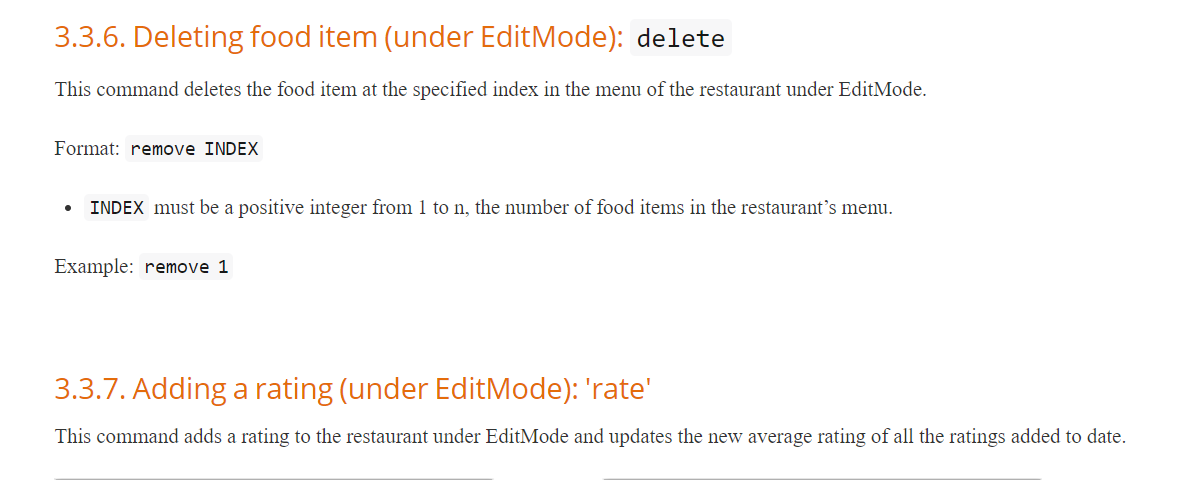 3.3.6. Deleting food item (under EditMode): delete
This command deletes the food item at the specified index in the menu of the restaurant under EditMode.
Format: remove INDEX
• INDEX must be a positive integer from 1 to n, the number of food items in the restaurant’s menu.
Example: remove 1
3.3.7. Adding a rating (under EditMode): 'rate'
This command adds a rating to the restaurant under EditMode and updates the new average rating of all the ratings added to date.